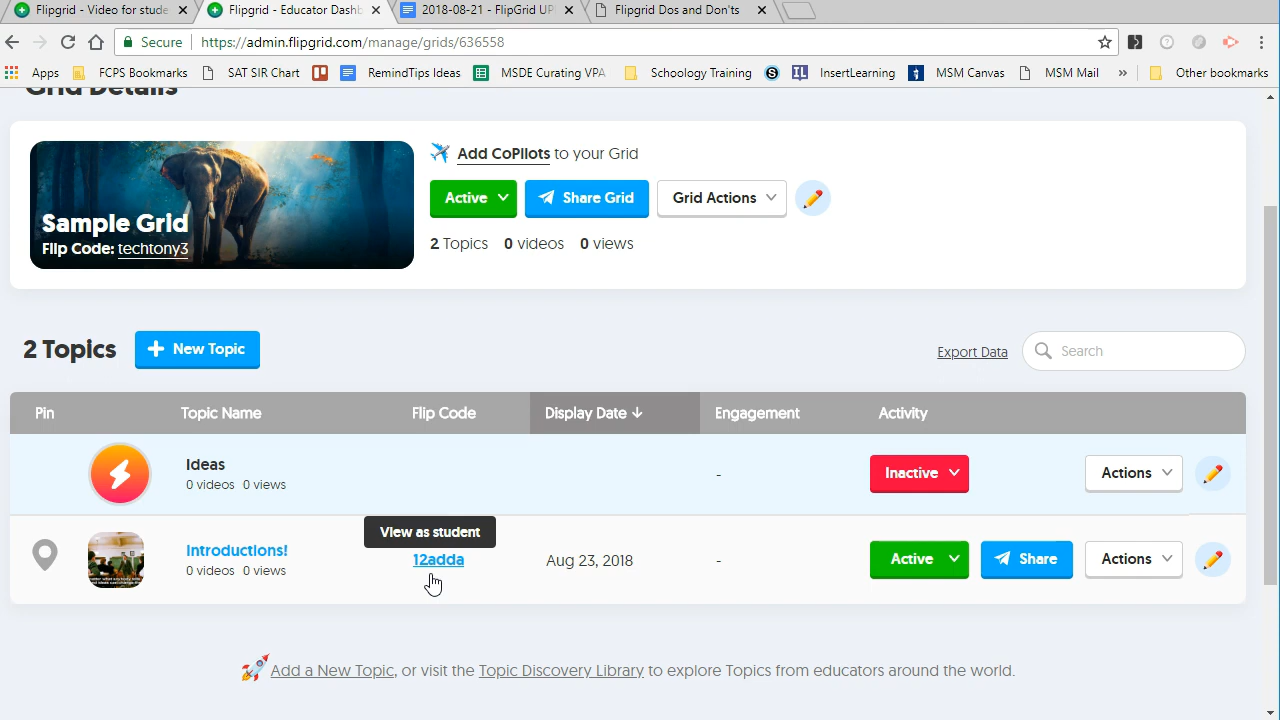 Flipgrid - Video for stude
Flipgrid - Educator Dashb
2018-08-21 - FlipGrid UP
Flipgrid Dos and Don'ts
Secure
https://admin.flipgrid.com/manage/grids/636558
Apps
FCPS Bookmarks
SAT SIR Chart
RemindTips Ideas
MSDE Curating VPA
Schoology Training
InsertLearning
MSM Canvas
MSM Mail
»
Other bookmarks
Grid Details
Sample Grid
Flip Code: techtony3
Add CoPilots to your Grid
Active
Share Grid
Grid Actions
2 Topics 0 videos 0 views
2 Topics
+ New Topic
Export Data
Search
Pin
Topic Name
Flip Code
Display Date ↓
Engagement
Activity
Ideas
0 videos 0 views
-
Inactive
Actions
View as student
Introductions!
0 videos 0 views
12adda
Aug 23, 2018
-
Active
Share
Actions
Add a New Topic, or visit the Topic Discovery Library to explore Topics from educators around the world.